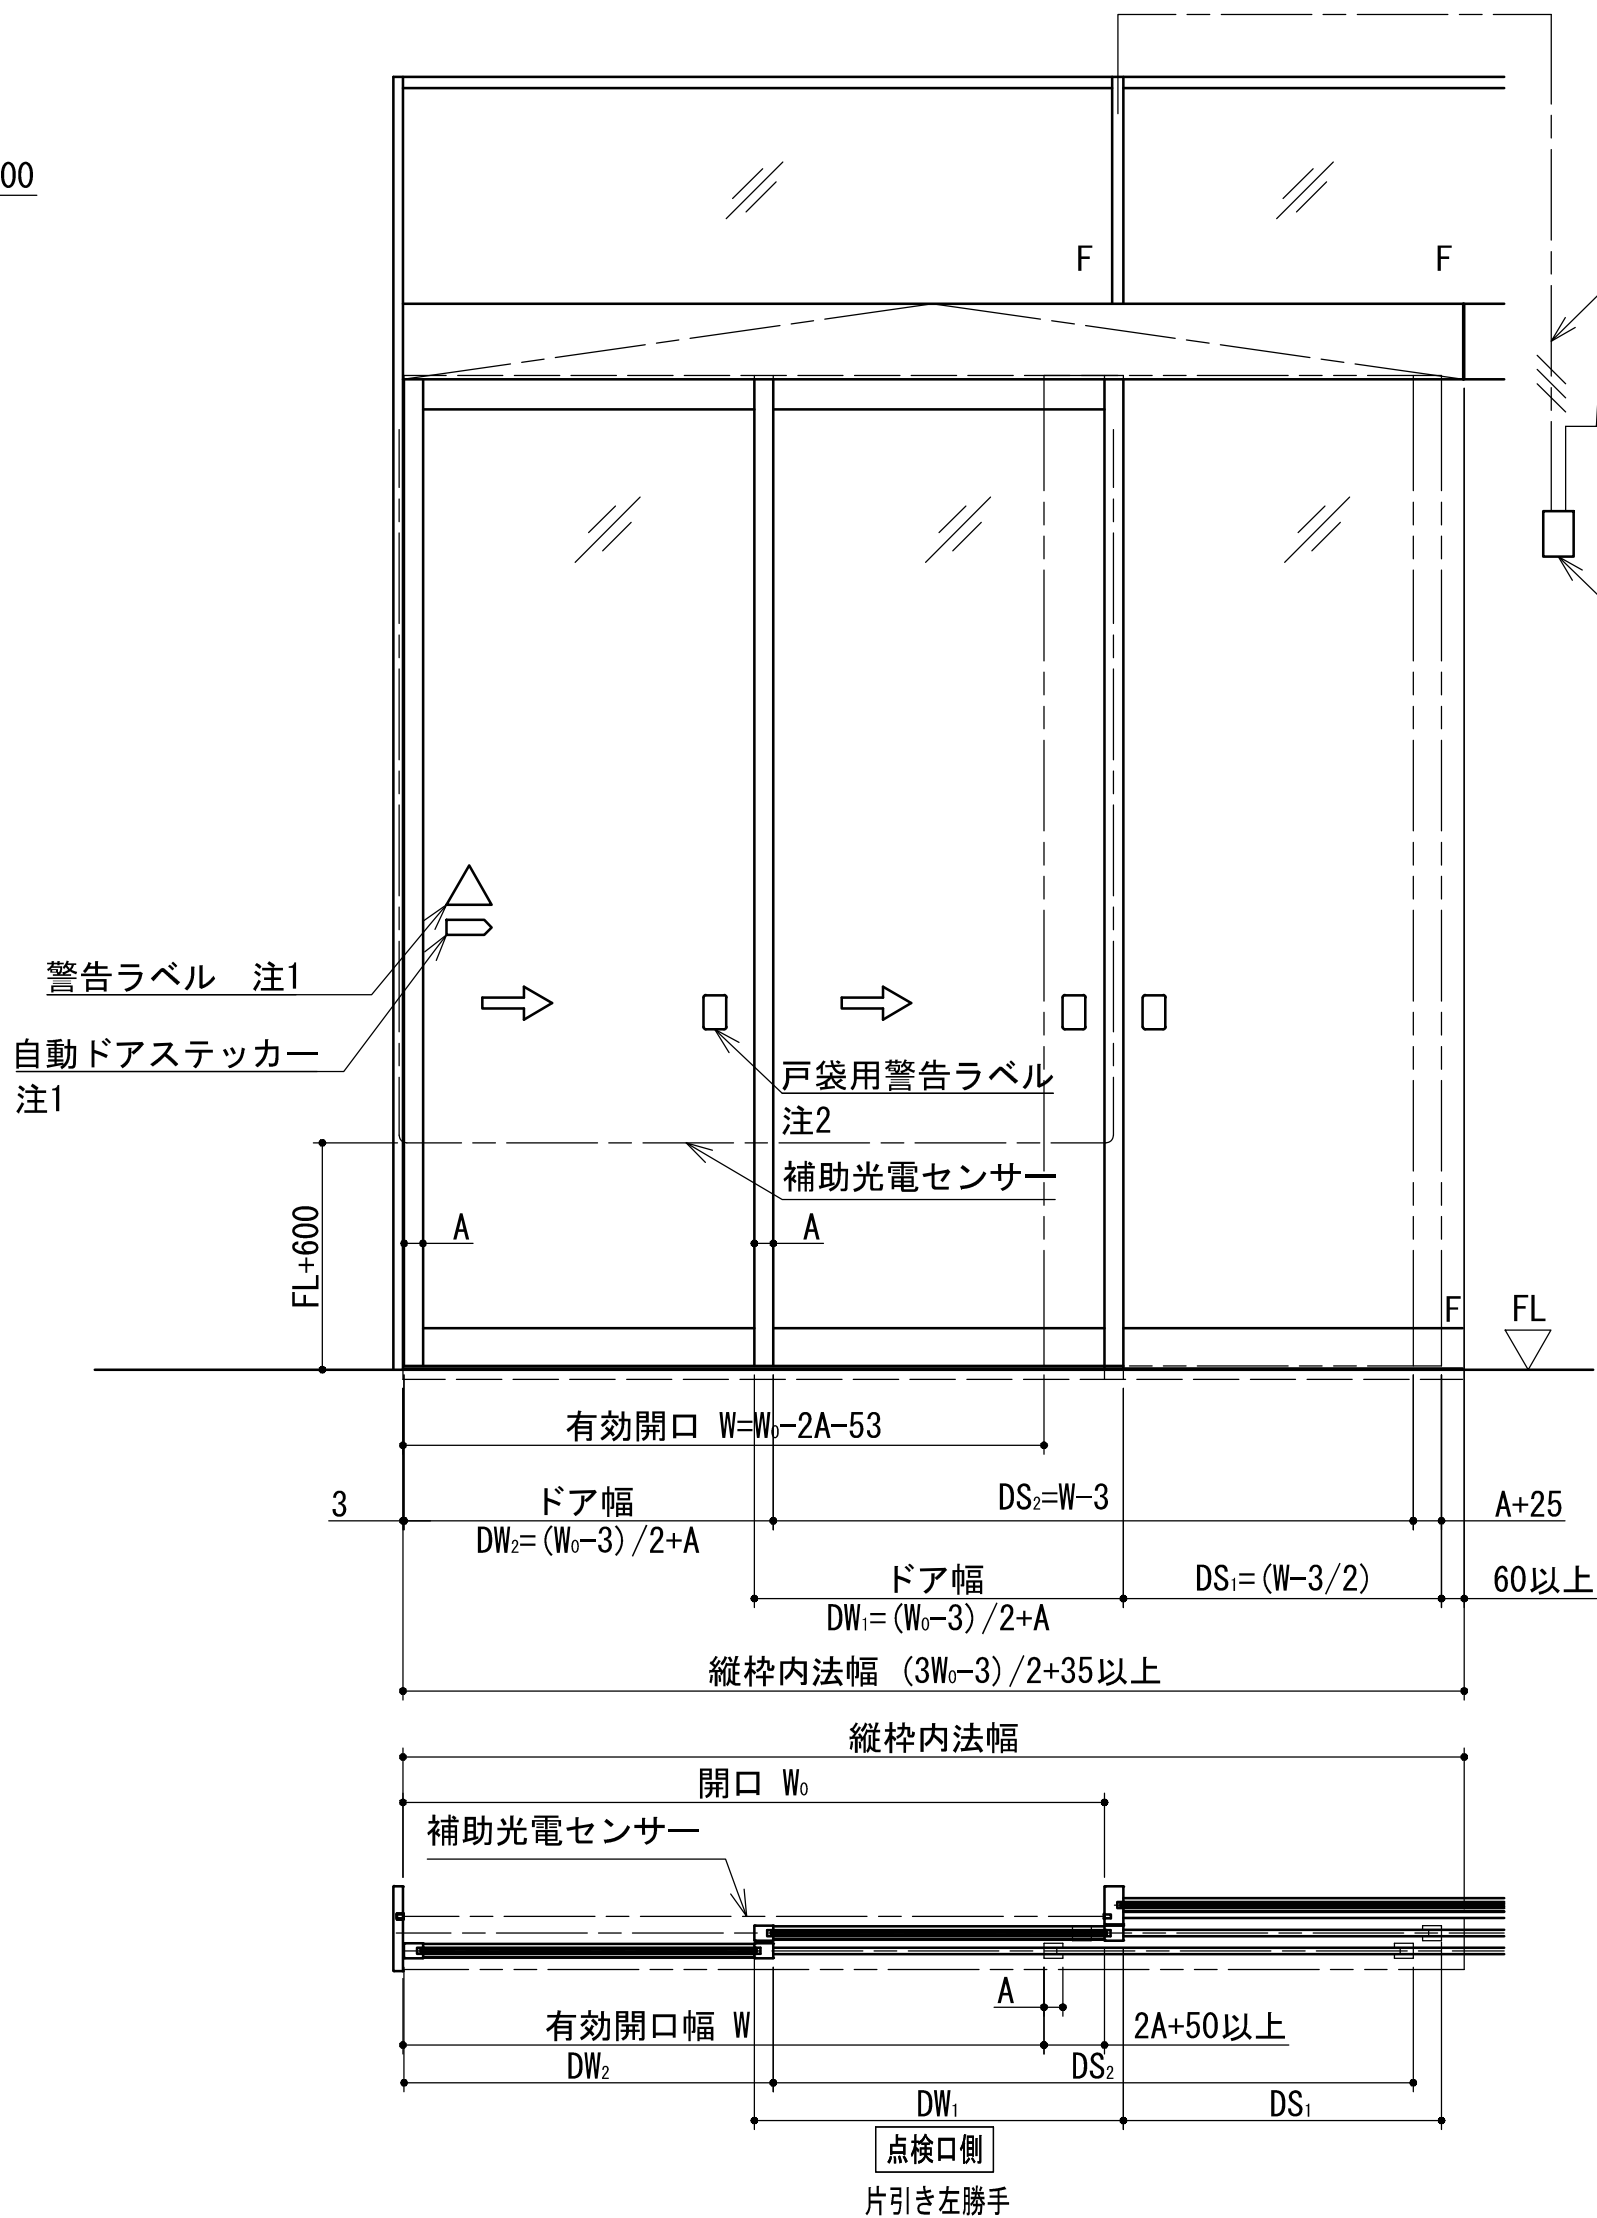 00
F
F
警告ラベル　注1
自動ドアステッカー
注1
戸袋用警告ラベル
注2
補助光電センサー
A
A
FL+600
F
FL
有効開口 W=W₀-2A-53
3
ドア幅
DW₂=(W₀-3)/2+A
DS₂=W-3
A+25
ドア幅
DW₁=(W₀-3)/2+A
DS₁=(W-3/2)
60以上
縦枠内法幅 (3W₀-3)/2+35以上
縦枠内法幅
開口 W₀
補助光電センサー
A
有効開口幅 W
2A+50以上
DW₂
DS₂
DW₁
DS₁
点検口側
片引き左勝手